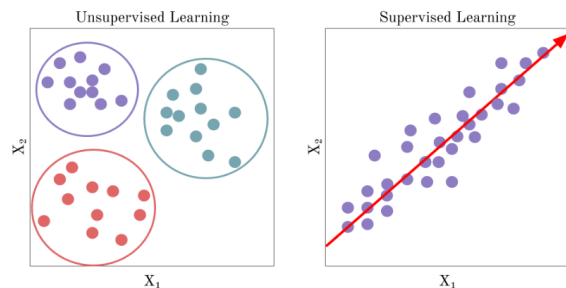 Unsupervised Learning
X₂
X₁
Supervised Learning
X₂
X₁